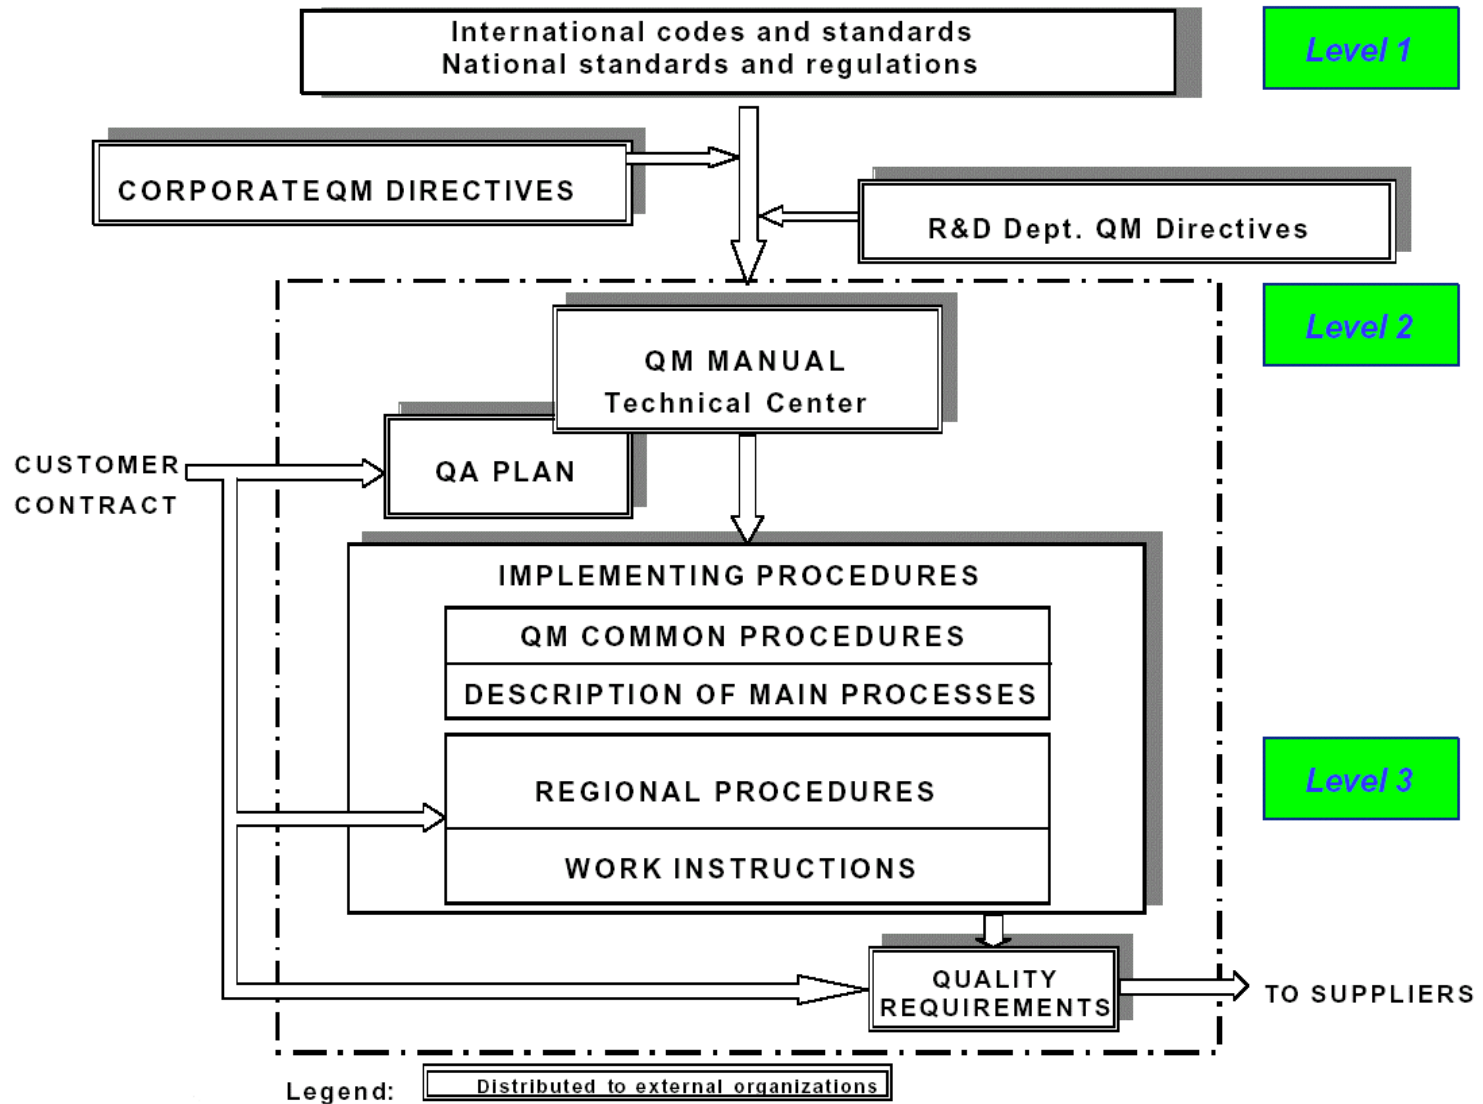 International codes and standards
National standards and regulations
Level 1
CORPORATE QM DIRECTIVES
R&D Dept. QM Directives
Level 2
QM MANUAL
Technical Center
QA PLAN
CUSTOMER
CONTRACT
IMPLEMENTING PROCEDURES
QM COMMON PROCEDURES
DESCRIPTION OF MAIN PROCESSES
REGIONAL PROCEDURES
Level 3
WORK INSTRUCTIONS
QUALITY
REQUIREMENTS
TO SUPPLIERS
Legend:
Distributed to external organizations